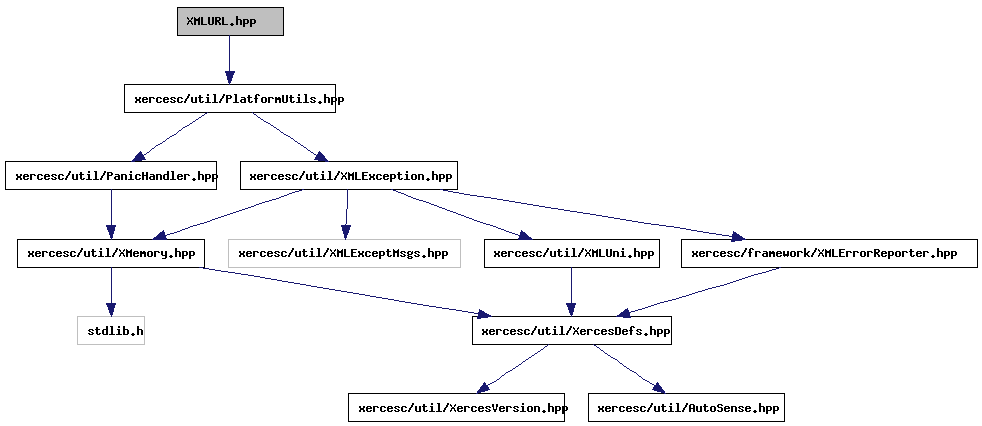 XMLURL.hpp
xercesc/util/PlatformUtils.hpp
xercesc/util/PanicHandler.hpp
xercesc/util/XMLException.hpp
xercesc/util/XMemory.hpp
xercesc/util/XMLExceptMsgs.hpp
xercesc/util/XMLUni.hpp
xercesc/framework/XMLErrorReporter.hpp
stdlib.h
xercesc/util/XercesDefs.hpp
xercesc/util/XercesVersion.hpp
xercesc/util/AutoSense.hpp